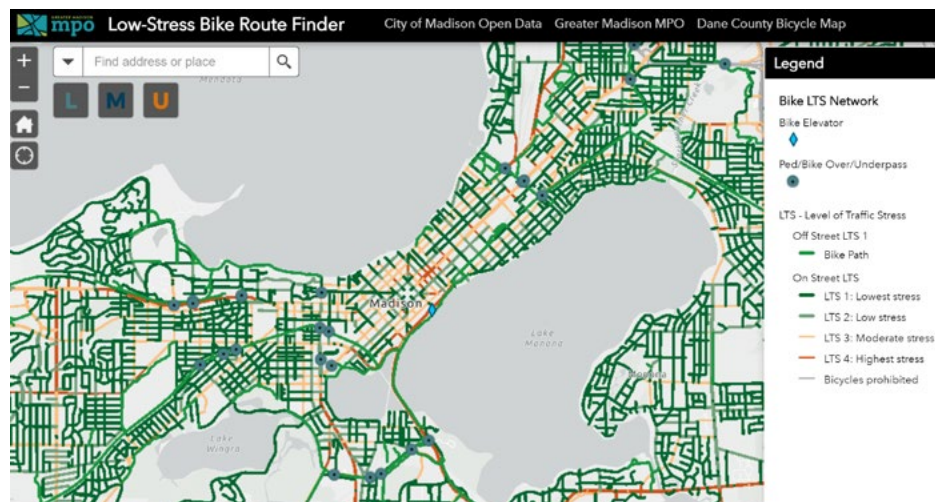 GREATER MADISON
mpo Low-Stress Bike Route Finder City of Madison Open Data Greater Madison MPO Dane County Bicycle Map
+
Find address or place
Legend
−
Mendota
L M U
Bike LTS Network
Bike Elevator
Ped/Bike Over/Underpass
LTS - Level of Traffic Stress
Off Street LTS 1
Bike Path
On Street LTS
Madison
LTS 1: Lowest stress
LTS 2: Low stress
Lake
Monona
LTS 3: Moderate stress
LTS 4: Highest stress
Monona
Bicycles prohibited
Lake
Wingra